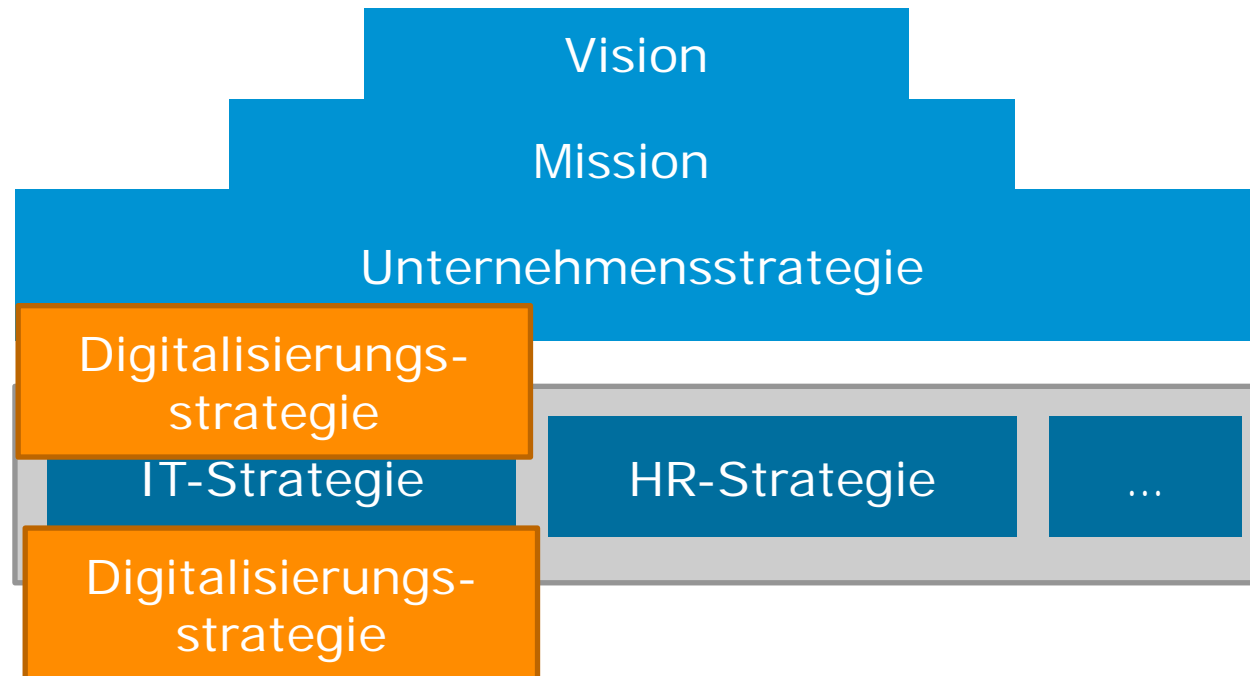 Vision
Mission
Unternehmensstrategie
Digitalisierungs-
strategie
IT-Strategie
HR-Strategie
...
Digitalisierungs-
strategie